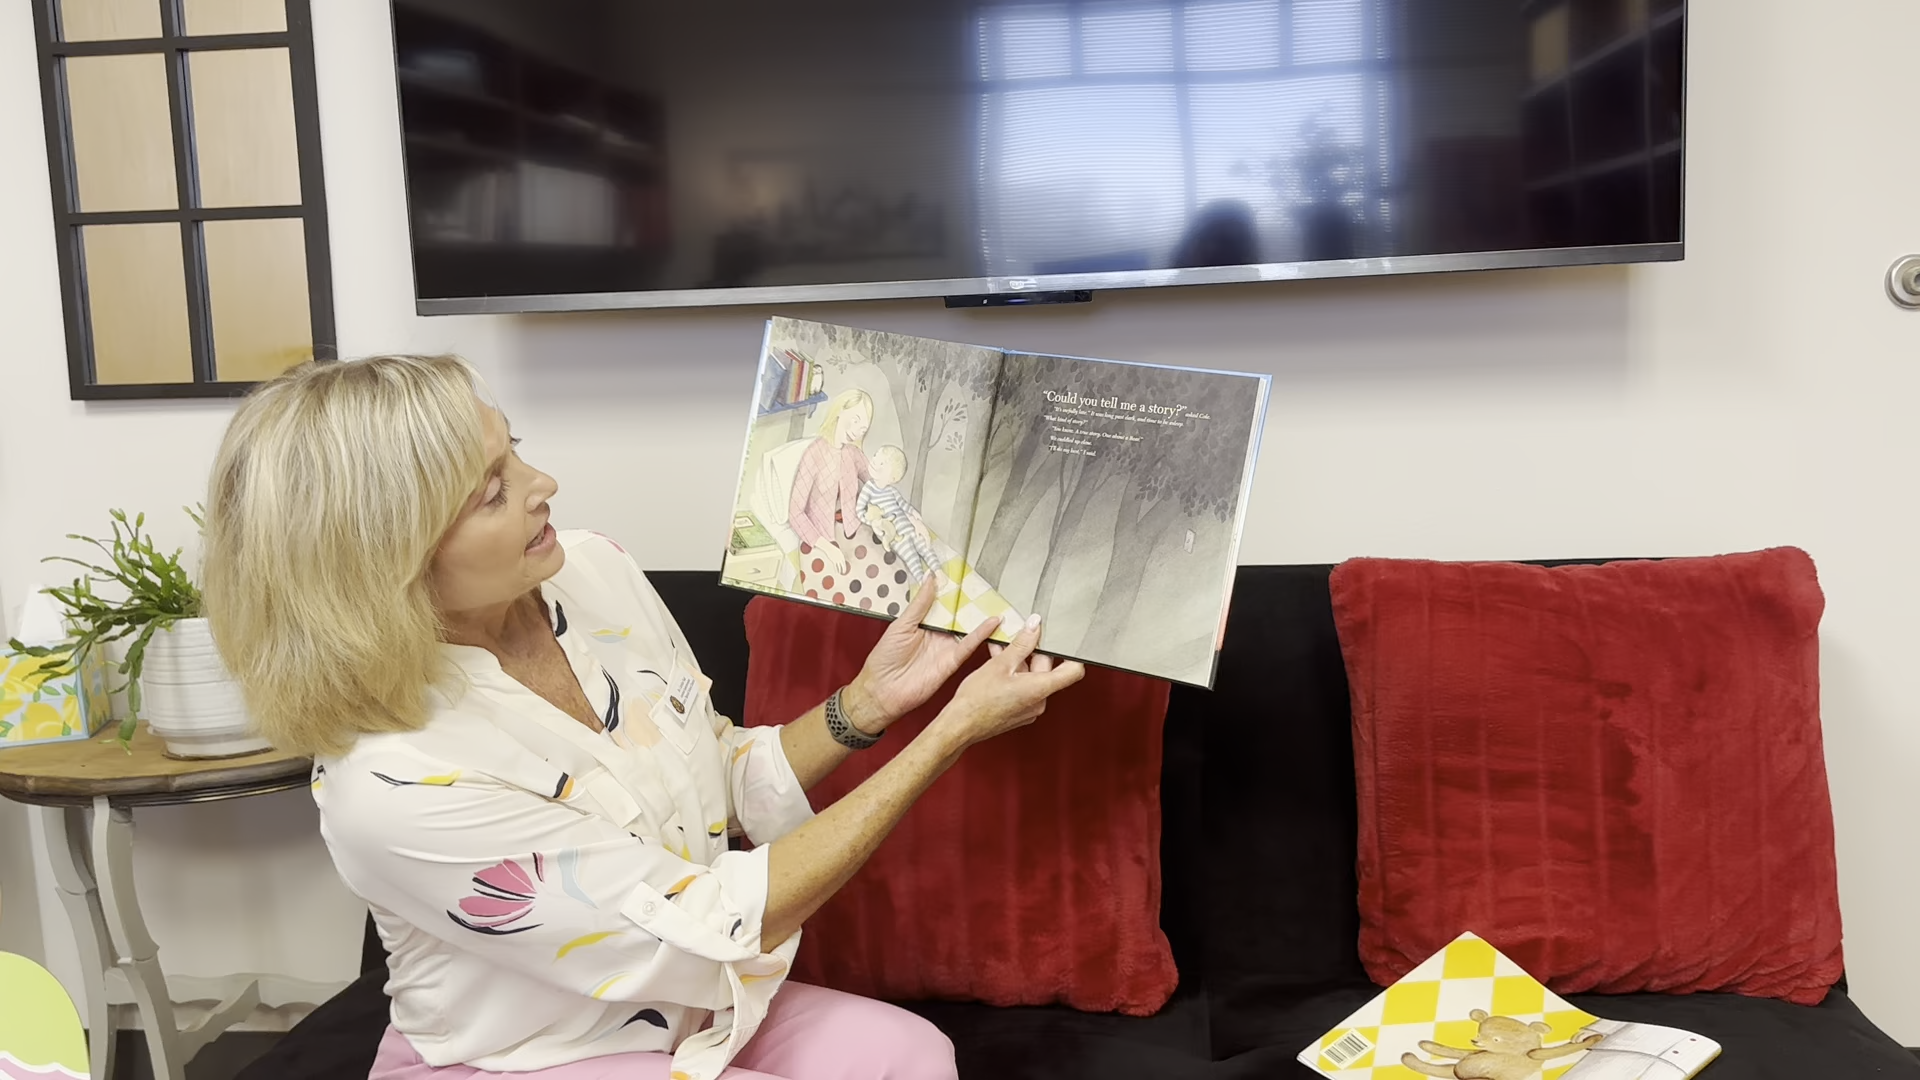 "Could you tell me a story?" asked Cole.
"It's awfully late." It was long past dark, and time to be asleep.
"What kind of story?"
"You know. A true story. One about a Bear."
We cuddled up close.
"I'll do my best," I said.